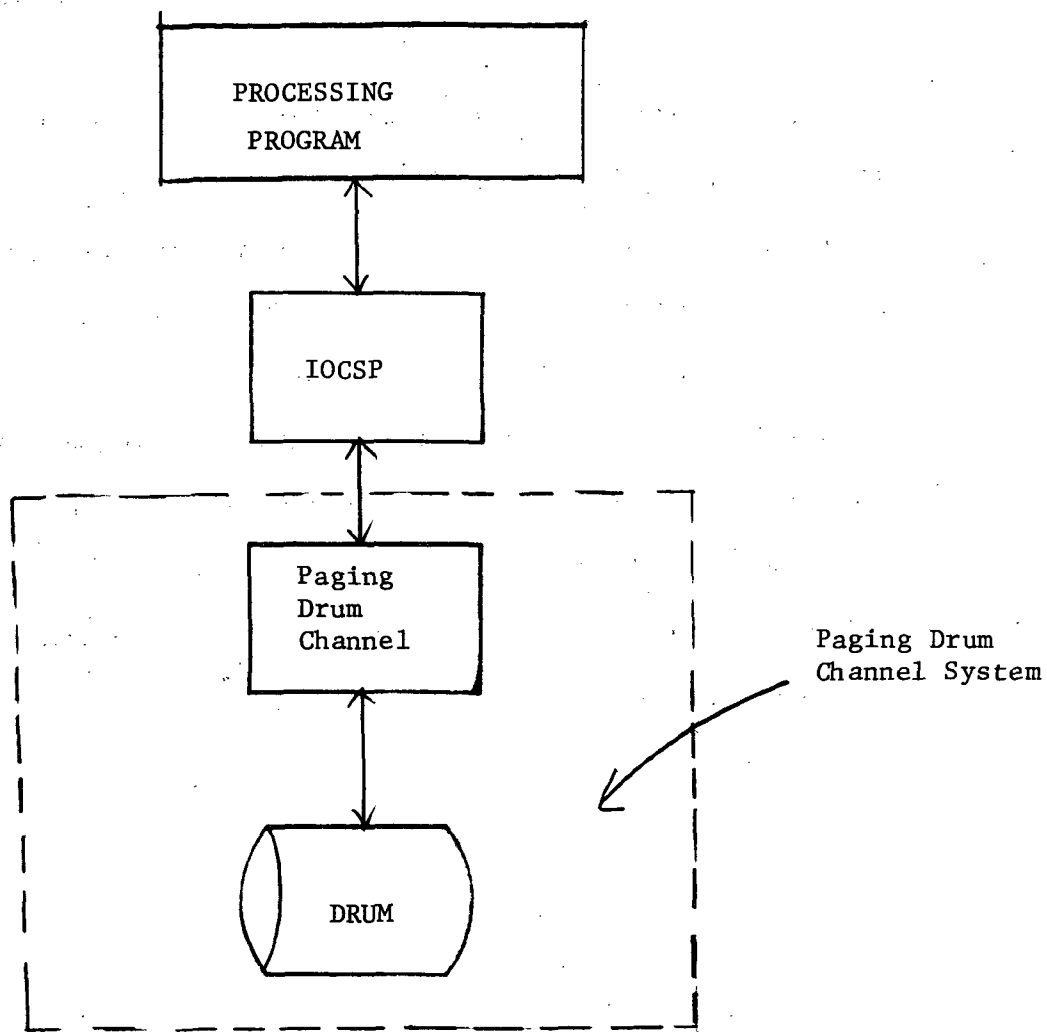 PROCESSING
PROGRAM
IOCSP
Paging
Drum
Channel
Paging Drum
Channel System
DRUM